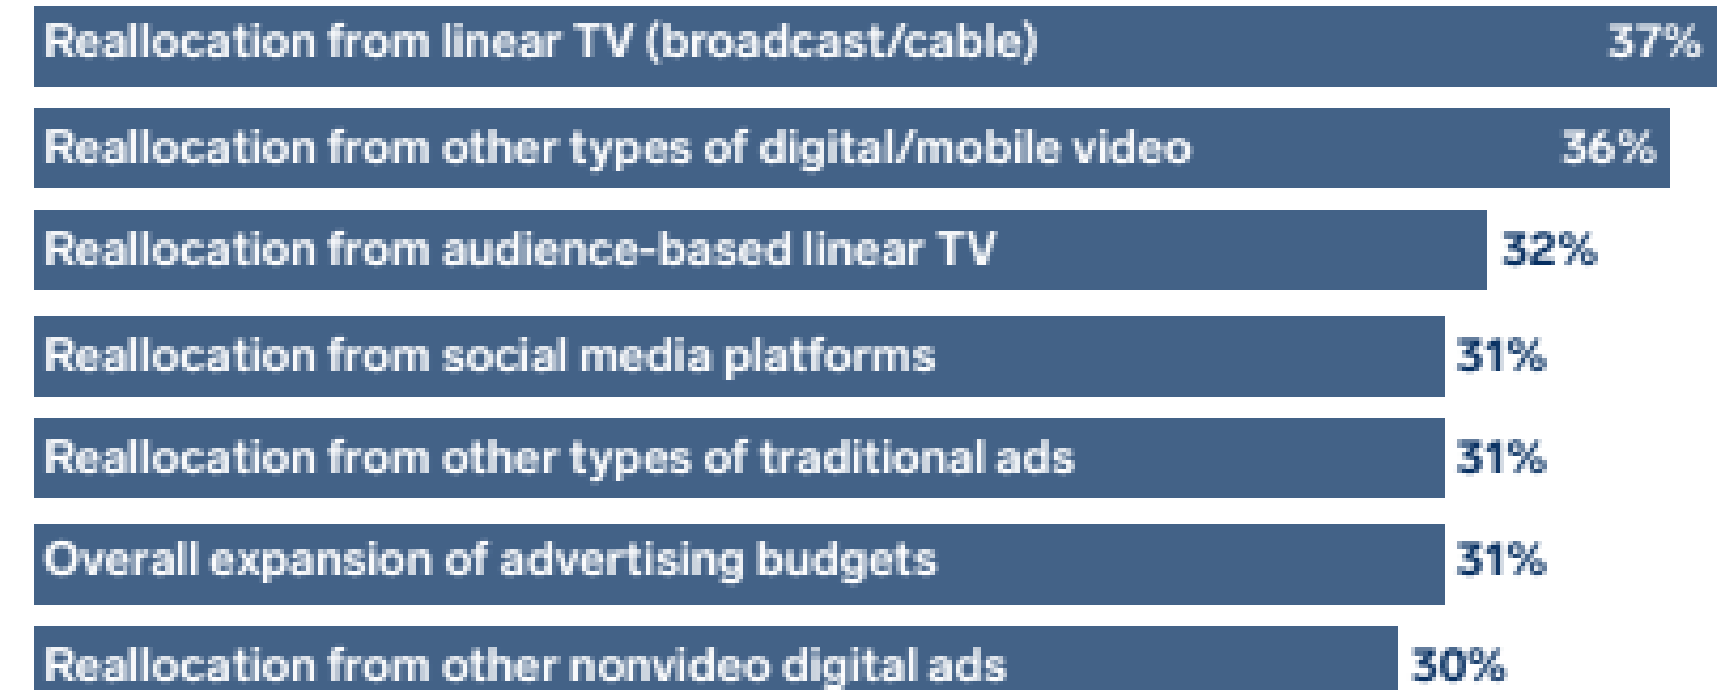 Reallocation from linear TV (broadcast/cable) 37%
Reallocation from other types of digital/mobile video 36%
Reallocation from audience-based linear TV 32%
Reallocation from social media platforms 31%
Reallocation from other types of traditional ads 31%
Overall expansion of advertising budgets 31%
Reallocation from other nonvideo digital ads 30%